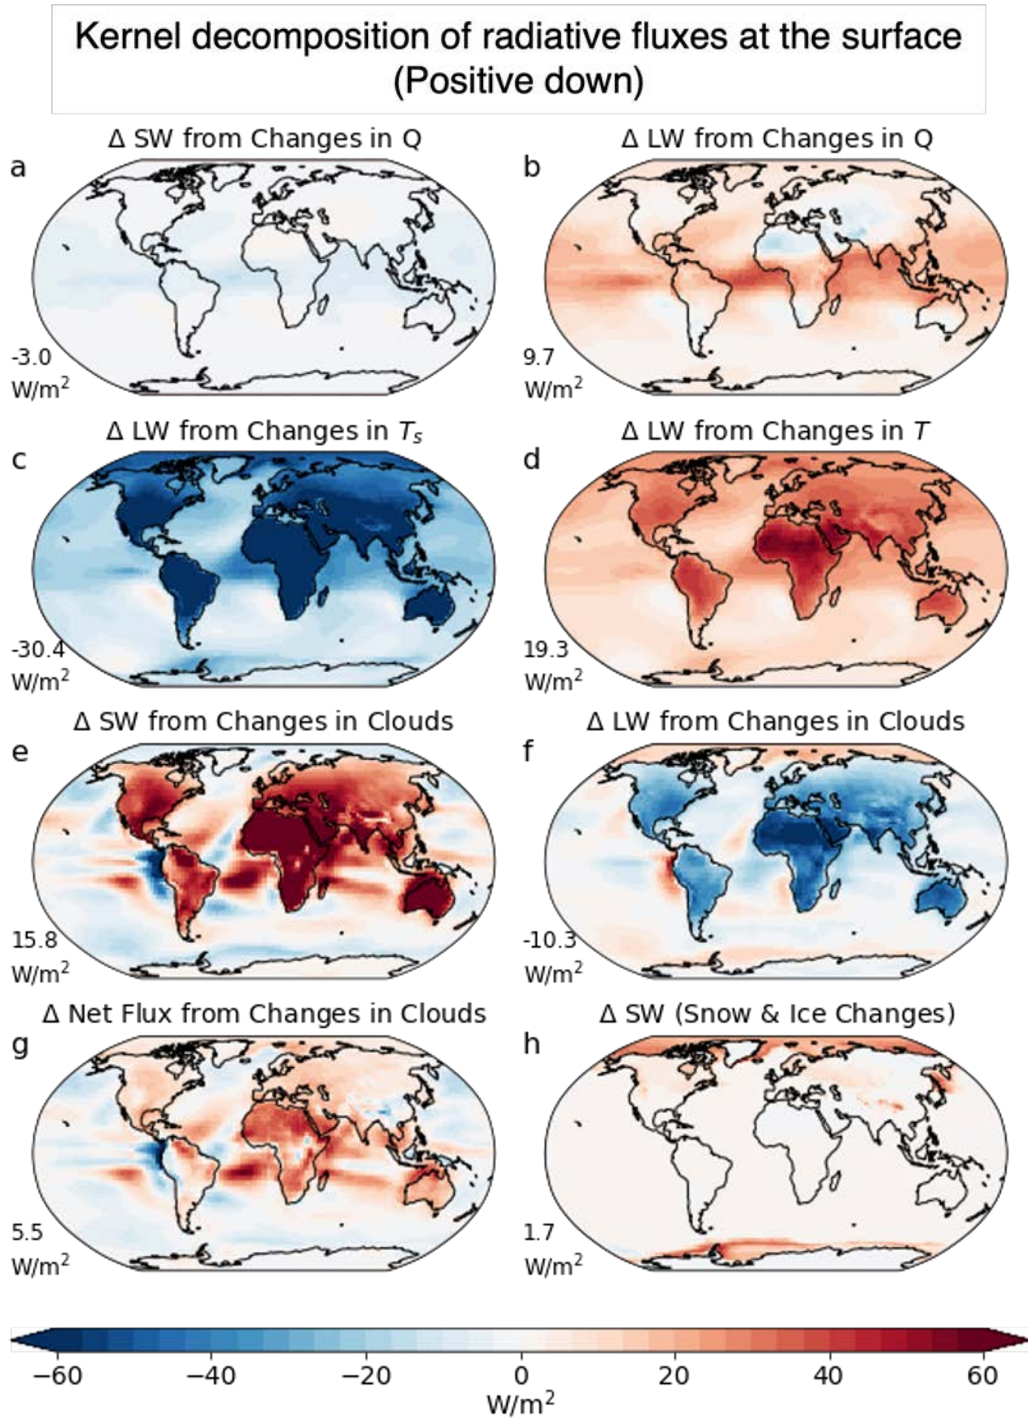 Kernel decomposition of radiative fluxes at the surface
(Positive down)
Δ SW from Changes in Q
a
-3.0
W/m²
Δ LW from Changes in Q
b
9.7
W/m²
Δ LW from Changes in Tₛ
c
-30.4
W/m²
Δ LW from Changes in T
d
19.3
W/m²
Δ SW from Changes in Clouds
e
15.8
W/m²
Δ LW from Changes in Clouds
f
-10.3
W/m²
Δ Net Flux from Changes in Clouds
g
5.5
W/m²
Δ SW (Snow & Ice Changes)
h
1.7
W/m²
−60 −40 −20 0 20 40 60
W/m²